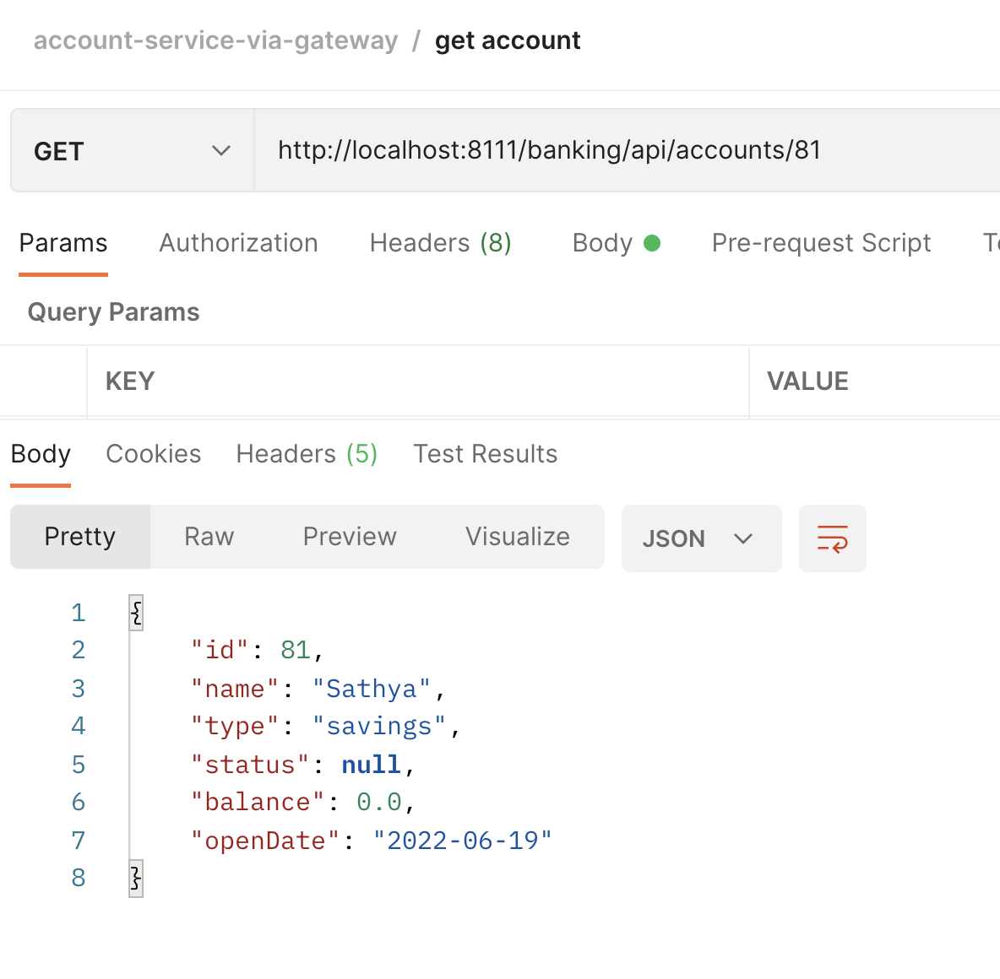 account-service-via-gateway / get account
GET http://localhost:8111/banking/api/accounts/81
Params Authorization Headers (8) Body Pre-request Script
Query Params
KEY VALUE
Body Cookies Headers (5) Test Results
Pretty Raw Preview Visualize JSON
1 {
2 "id": 81,
3 "name": "Sathya",
4 "type": "savings",
5 "status": null,
6 "balance": 0.0,
7 "openDate": "2022-06-19"
8 }